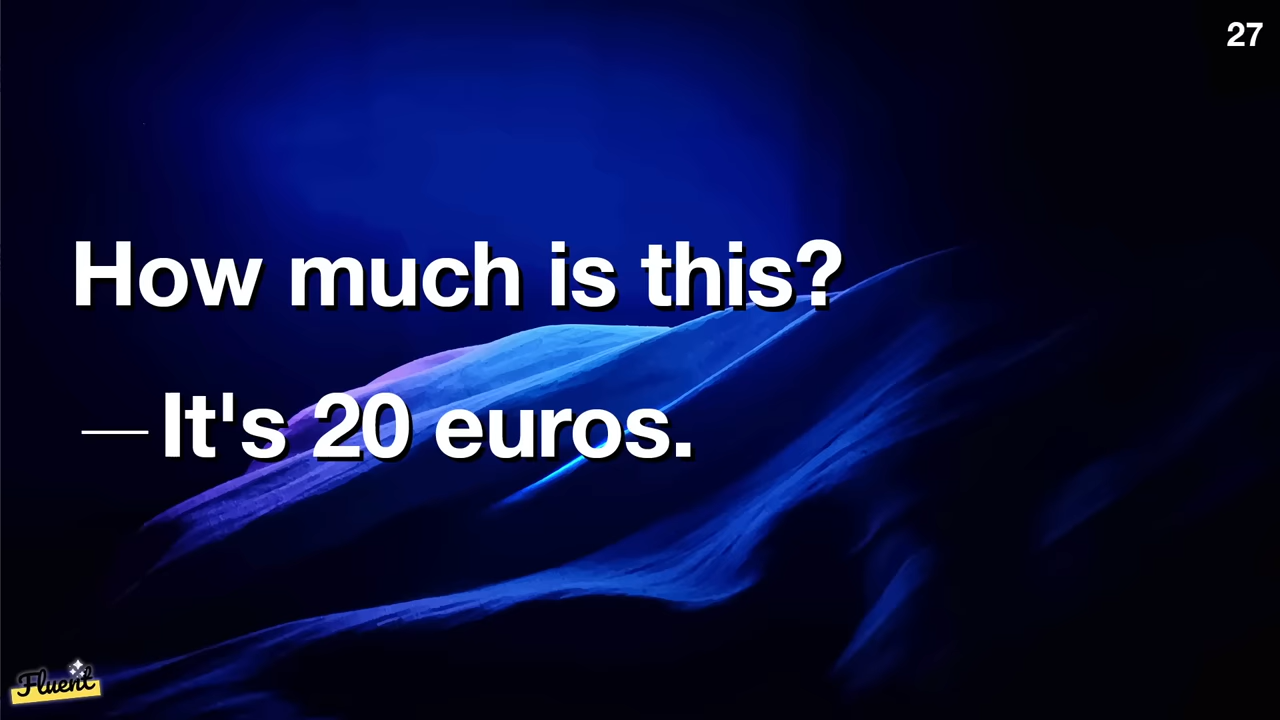 27
How much is this?
— It's 20 euros.
Fluent